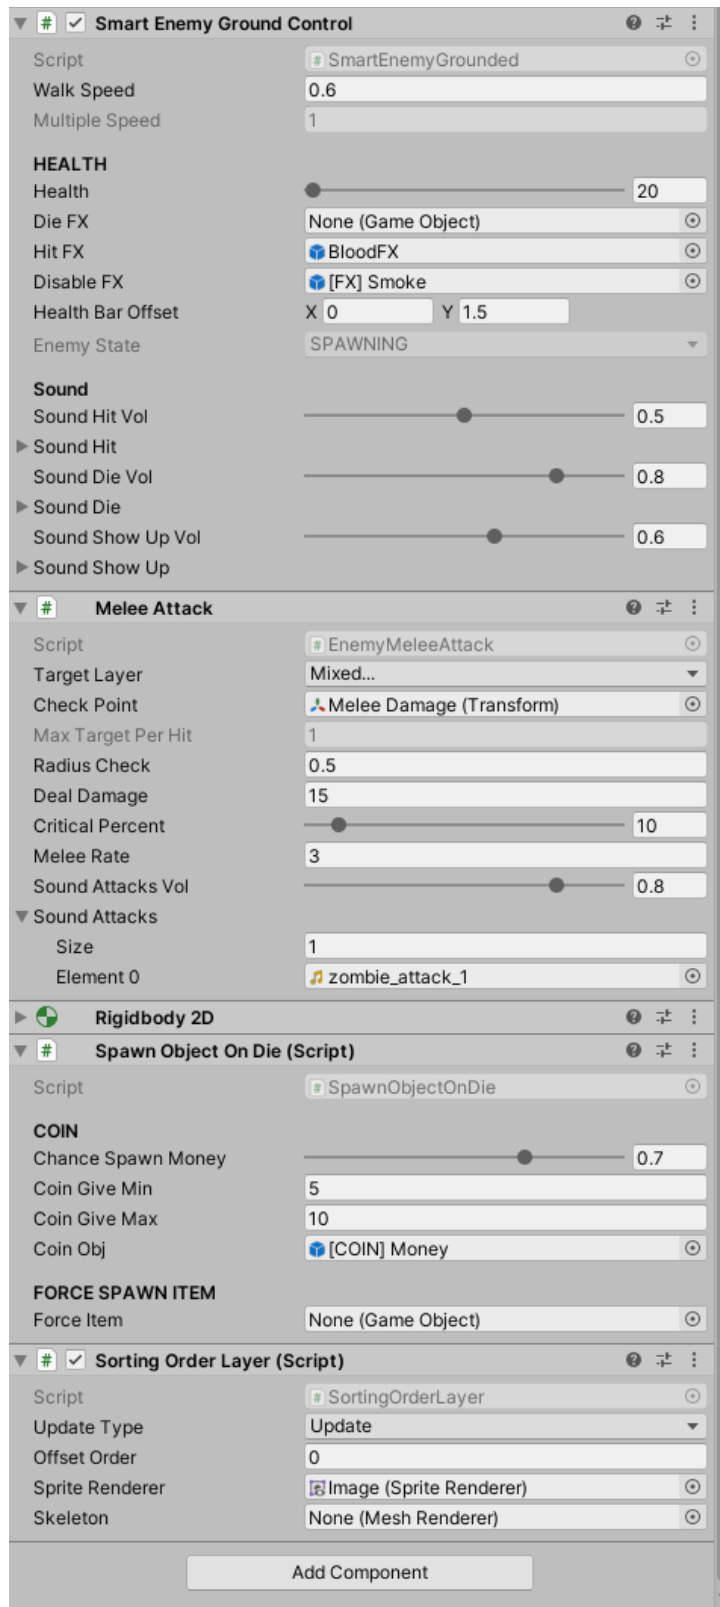 Smart Enemy Ground Control
Script SmartEnemyGrounded
Walk Speed 0.6
Multiple Speed 1
HEALTH
Health 20
Die FX None (Game Object)
Hit FX BloodFX
Disable FX [FX] Smoke
Health Bar Offset X 0 Y 1.5
Enemy State SPAWNING
Sound
Sound Hit Vol 0.5
Sound Hit
Sound Die Vol 0.8
Sound Die
Sound Show Up Vol 0.6
Sound Show Up
Melee Attack
Script EnemyMeleeAttack
Target Layer Mixed...
Check Point Melee Damage (Transform)
Max Target Per Hit 1
Radius Check 0.5
Deal Damage 15
Critical Percent 10
Melee Rate 3
Sound Attacks Vol 0.8
Sound Attacks
Size 1
Element 0 zombie_attack_1
Rigidbody 2D
Spawn Object On Die (Script)
Script SpawnObjectOnDie
COIN
Chance Spawn Money 0.7
Coin Give Min 5
Coin Give Max 10
Coin Obj [COIN] Money
FORCE SPAWN ITEM
Force Item None (Game Object)
Sorting Order Layer (Script)
Script SortingOrderLayer
Update Type Update
Offset Order 0
Sprite Renderer Image (Sprite Renderer)
Skeleton None (Mesh Renderer)
Add Component